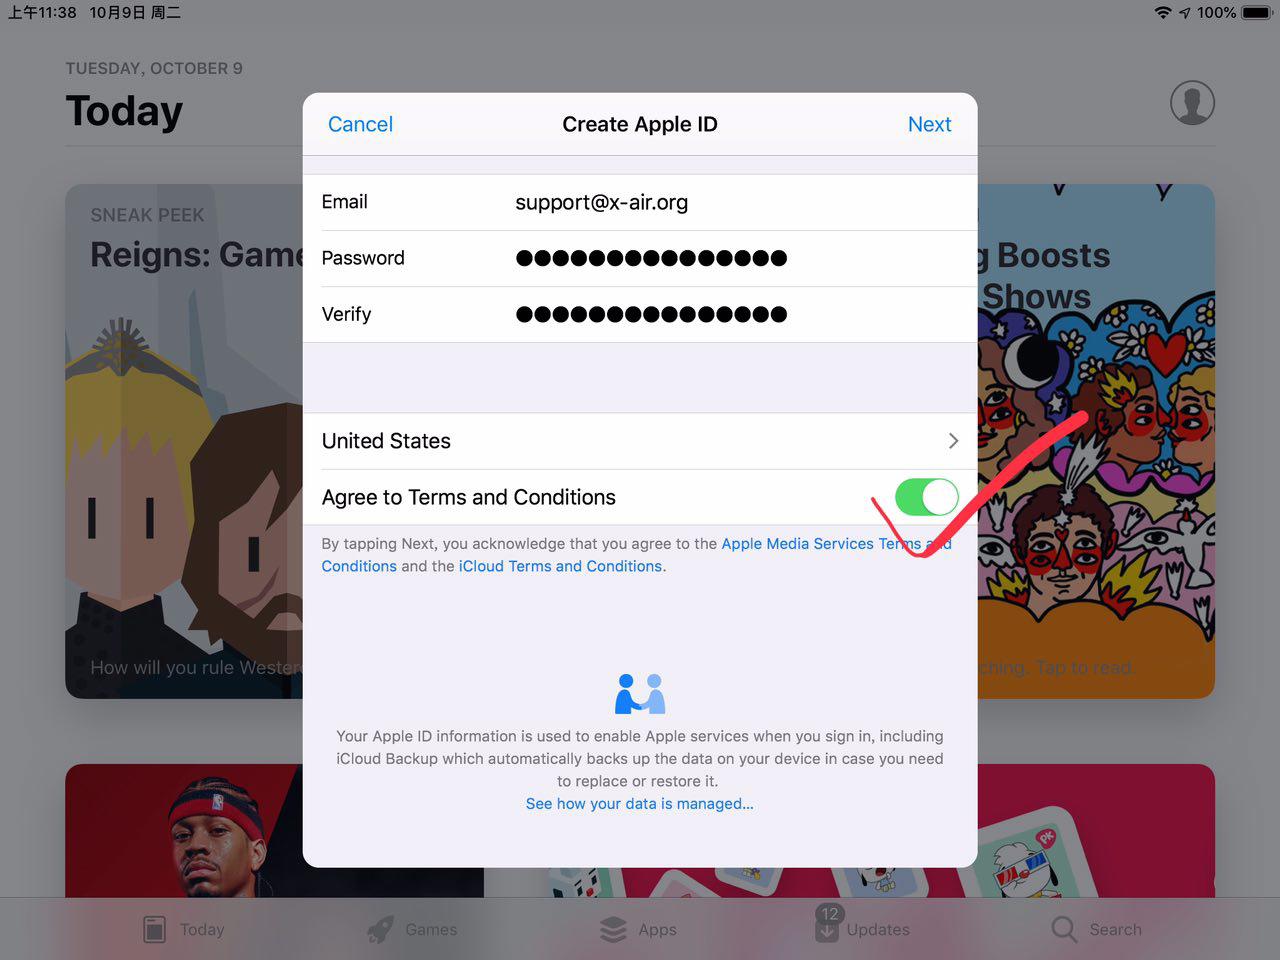 上午11:38 10月9日 周二
100%
TUESDAY, OCTOBER 9
Today
Cancel
Create Apple ID
Next
SNEAK PEEK
Reigns: Game
g Boosts
Shows
Email
support@x-air.org
Password
●●●●●●●●●●●●●●●
Verify
●●●●●●●●●●●●●●●
United States
Agree to Terms and Conditions
By tapping Next, you acknowledge that you agree to the Apple Media Services Terms and
Conditions and the iCloud Terms and Conditions.
How will you rule Wester
ching. Tap to read.
Your Apple ID information is used to enable Apple services when you sign in, including
iCloud Backup which automatically backs up the data on your device in case you need
to replace or restore it.
See how your data is managed...
PK
Today
Games
Apps
12
Updates
Search